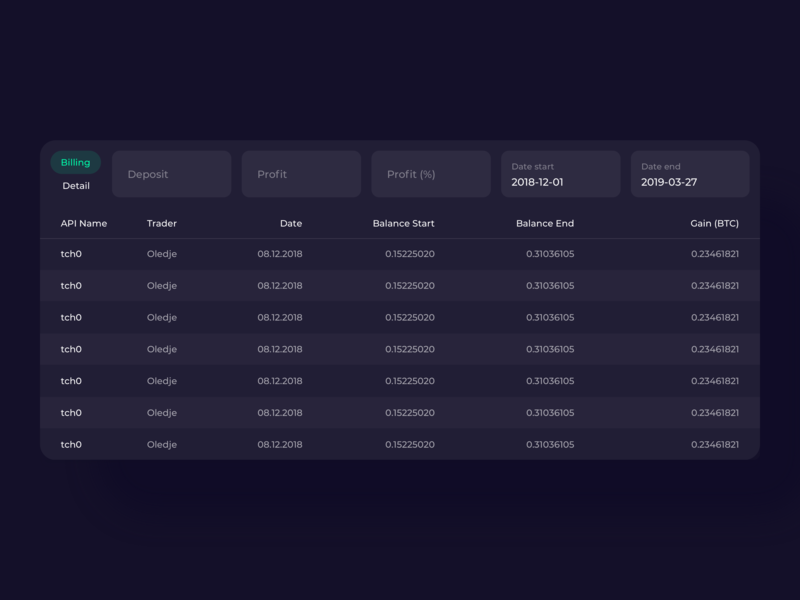 Billing
Detail
Deposit
Profit
Profit (%)
Date start
2018-12-01
Date end
2019-03-27
API Name Trader Date Balance Start Balance End Gain (BTC)
tch0 Oledje 08.12.2018 0.15225020 0.31036105 0.23461821
tch0 Oledje 08.12.2018 0.15225020 0.31036105 0.23461821
tch0 Oledje 08.12.2018 0.15225020 0.31036105 0.23461821
tch0 Oledje 08.12.2018 0.15225020 0.31036105 0.23461821
tch0 Oledje 08.12.2018 0.15225020 0.31036105 0.23461821
tch0 Oledje 08.12.2018 0.15225020 0.31036105 0.23461821
tch0 Oledje 08.12.2018 0.15225020 0.31036105 0.23461821